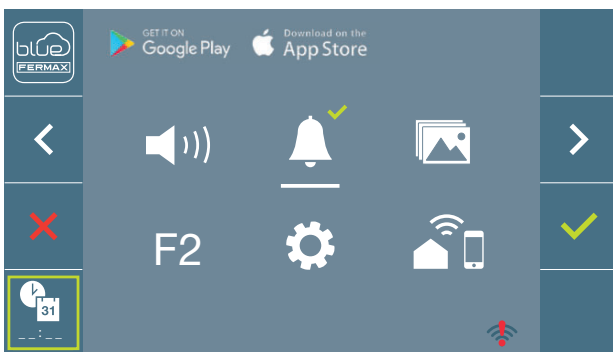 blue
FERMAX
GET IT ON
Google Play
Download on the
App Store
F2
31
_ _ : _ _